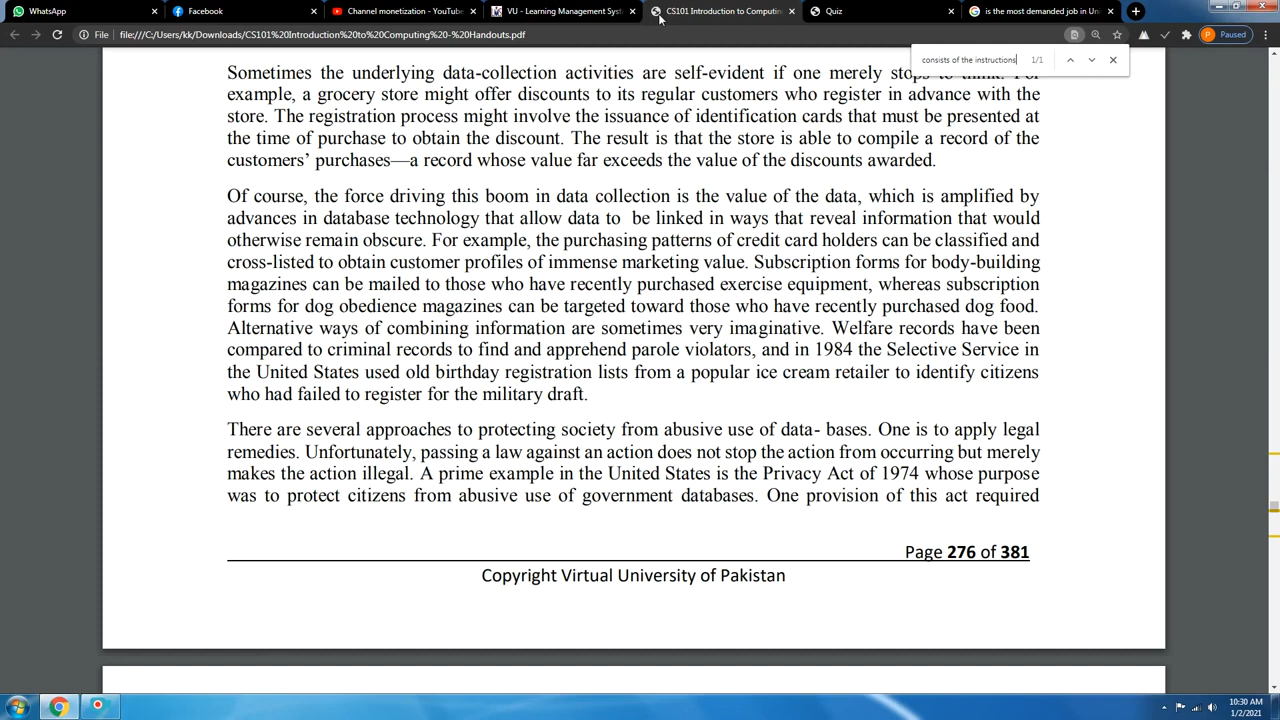 WhatsApp
Facebook
Channel monetization - YouTube
VU - Learning Management Syst
CS101 Introduction to Computing
Quiz
is the most demanded job in Uni
File
file:///C:/Users/kk/Downloads/CS101%20Introduction%20to%20Computing%20-%20Handouts.pdf
P Paused
consists of the instructions 1/1
Sometimes the underlying data-collection activities are self-evident if one merely stops to think. For
example, a grocery store might offer discounts to its regular customers who register in advance with the
store. The registration process might involve the issuance of identification cards that must be presented at
the time of purchase to obtain the discount. The result is that the store is able to compile a record of the
customers’ purchases—a record whose value far exceeds the value of the discounts awarded.
Of course, the force driving this boom in data collection is the value of the data, which is amplified by
advances in database technology that allow data to be linked in ways that reveal information that would
otherwise remain obscure. For example, the purchasing patterns of credit card holders can be classified and
cross-listed to obtain customer profiles of immense marketing value. Subscription forms for body-building
magazines can be mailed to those who have recently purchased exercise equipment, whereas subscription
forms for dog obedience magazines can be targeted toward those who have recently purchased dog food.
Alternative ways of combining information are sometimes very imaginative. Welfare records have been
compared to criminal records to find and apprehend parole violators, and in 1984 the Selective Service in
the United States used old birthday registration lists from a popular ice cream retailer to identify citizens
who had failed to register for the military draft.
There are several approaches to protecting society from abusive use of data- bases. One is to apply legal
remedies. Unfortunately, passing a law against an action does not stop the action from occurring but merely
makes the action illegal. A prime example in the United States is the Privacy Act of 1974 whose purpose
was to protect citizens from abusive use of government databases. One provision of this act required
Page 276 of 381
Copyright Virtual University of Pakistan
10:30 AM
1/2/2021